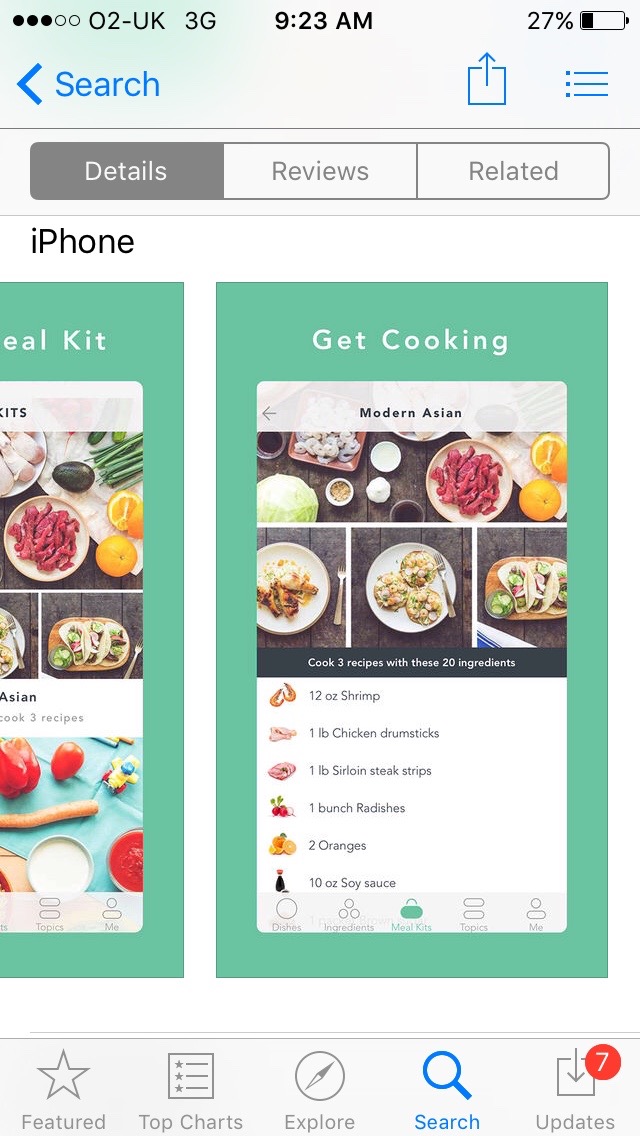 O2-UK 3G 9:23 AM 27%
Search
Details Reviews Related
iPhone
eal Kit
KITS
Asian
cook 3 recipes
ts Topics Me
Get Cooking
Modern Asian
Cook 3 recipes with these 20 ingredients
12 oz Shrimp
1 lb Chicken drumsticks
1 lb Sirloin steak strips
1 bunch Radishes
2 Oranges
10 oz Soy sauce
Dishes Ingredients Meal Kits Topics Me
7
Featured Top Charts Explore Search Updates